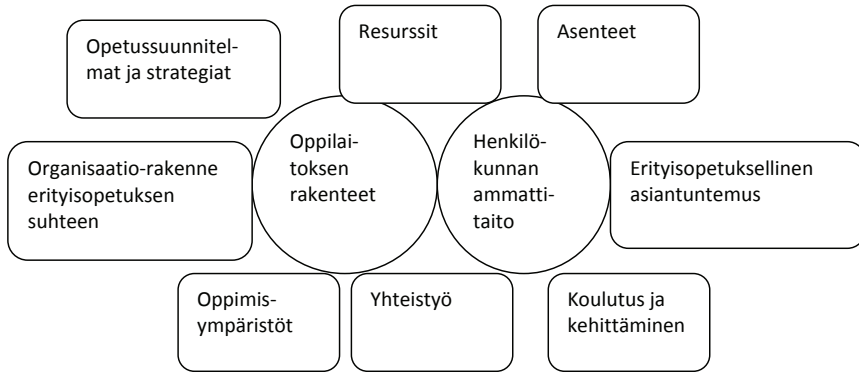 Opetussuunnitel-
mat ja strategiat
Resurssit
Asenteet
Organisaatio-rakenne
erityisopetuksen
suhteen
Oppilai-
toksen
rakenteet
Henkilö-
kunnan
ammatti-
taito
Erityisopetuksellinen
asiantuntemus
Oppimis-
ympäristöt
Yhteistyö
Koulutus ja
kehittäminen